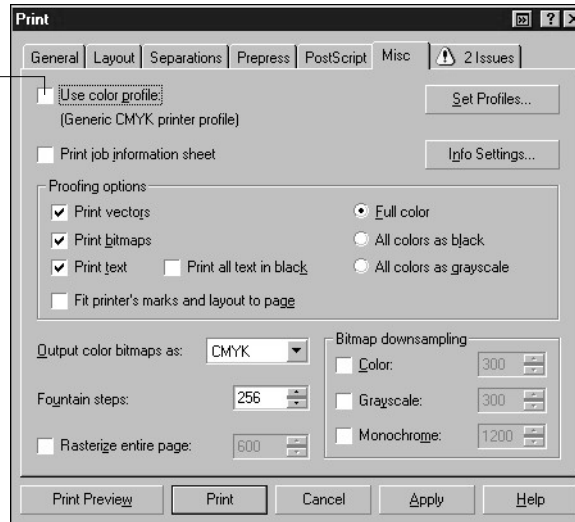 Print
General Layout Separations Prepress PostScript Misc 2 Issues
Use color profile: Set Profiles...
(Generic CMYK printer profile)
Print job information sheet Info Settings...
Proofing options
Print vectors Full color
Print bitmaps All colors as black
Print text Print all text in black All colors as grayscale
Fit printer's marks and layout to page
Output color bitmaps as: CMYK Bitmap downsampling
Color: 300
Fountain steps: 256 Grayscale: 300
Rasterize entire page: 600 Monochrome: 1200
Print Preview Print Cancel Apply Help